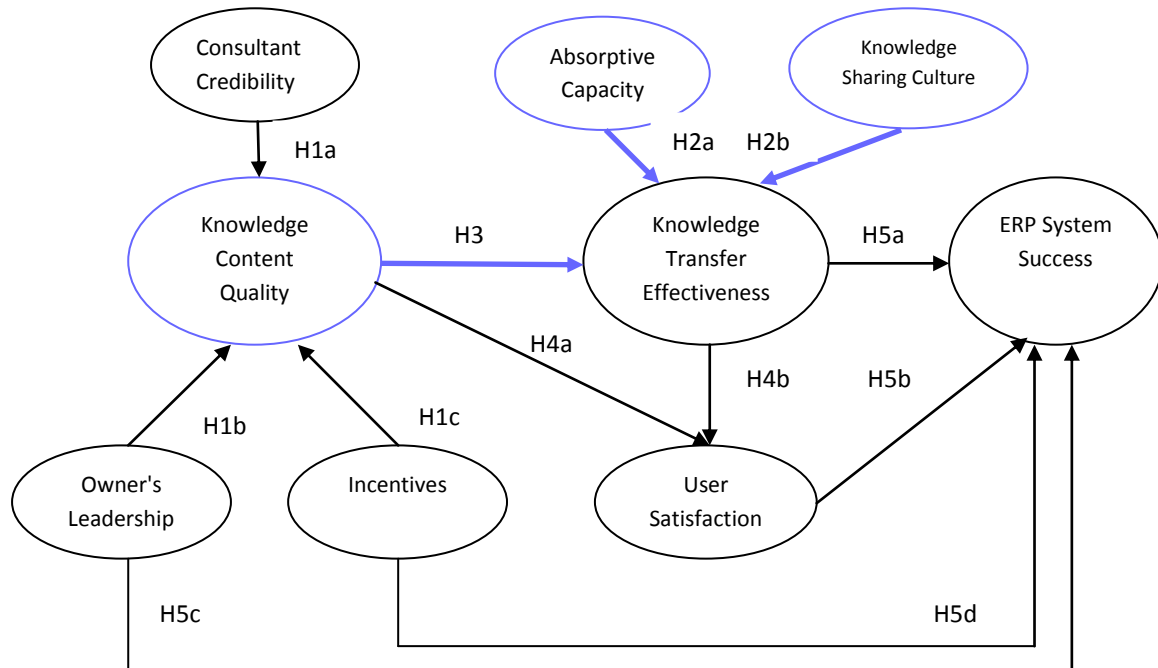 Consultant
Credibility
Absorptive
Capacity
Knowledge
Sharing Culture
H1a
H2a
H2b
Knowledge
Content
Quality
H3
Knowledge
Transfer
Effectiveness
H5a
ERP System
Success
H4a
H4b
H5b
H1b
H1c
Owner's
Leadership
Incentives
User
Satisfaction
H5c
H5d